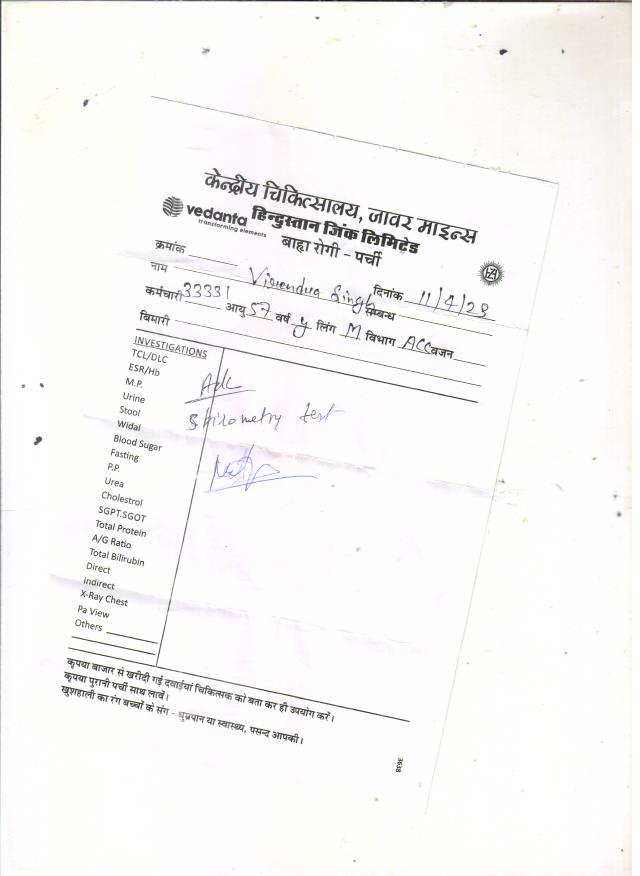 केन्द्रीय चिकित्सालय, जावर माइन्स
vedanta हिन्दुस्तान जिंक लिमिटेड
transforming elements
बाह्य रोगी - पर्ची
क्रमांक
नाम Virendra Singh दिनांक 11/4/23
कर्मचारी 33331 आयु 57 वर्ष y लिंग M सम्बन्ध
विभाग ACC वजन
बिमारी
INVESTIGATIONS
TCL/DLC
ESR/Hb
M.P.
Urine
Stool
Widal
Blood Sugar
Fasting
P.P.
Urea
Cholestrol
SGPT.SGOT
Total Protein
A/G Ratio
Total Bilirubin
Direct
Indirect
X-Ray Chest
Pa View
Others
Adv
Spirometry test
कृपया बाजार से खरीदी गई दवाईयां चिकित्सक को बता कर ही उपयोग करें।
कृपया पुरानी पर्ची साथ लावें।
खुशहाली का रंग बच्चों के संग - धुम्रपान या स्वास्थ्य, पसन्द आपकी।
3638